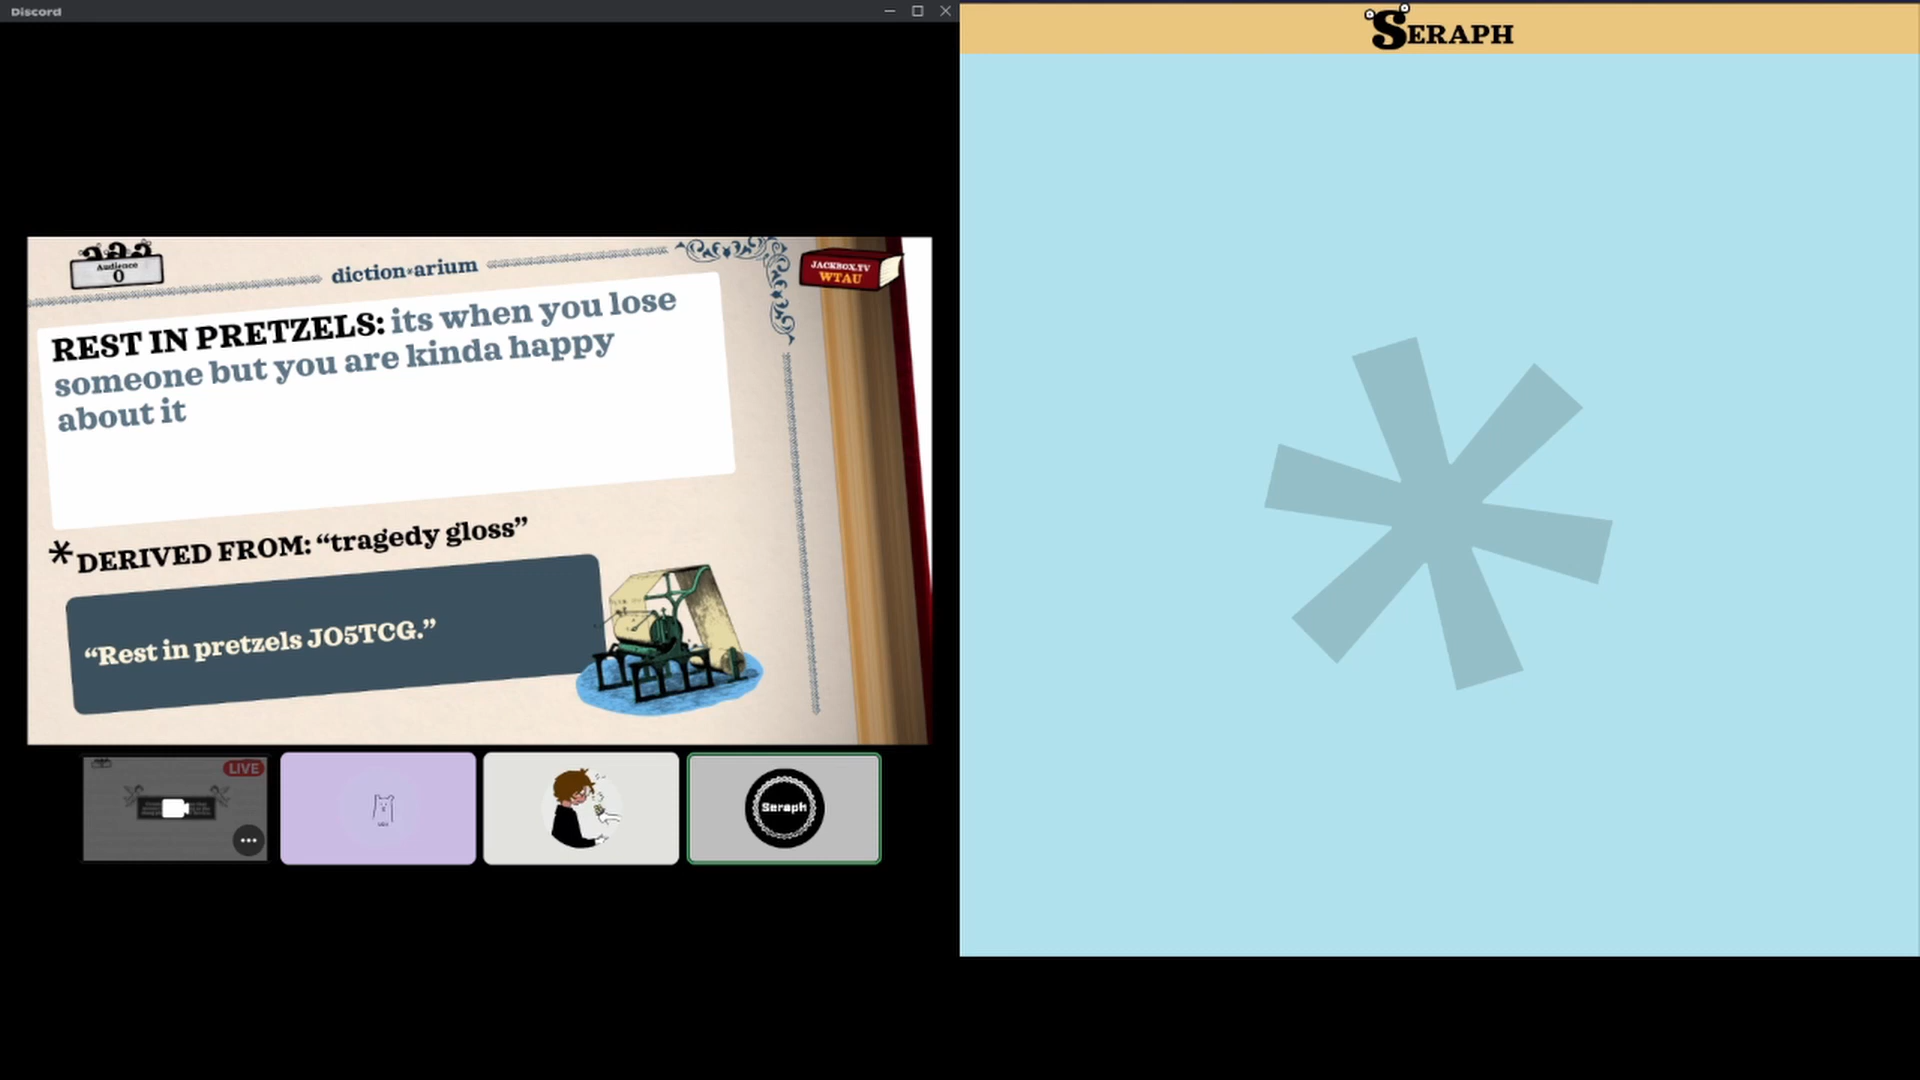 Discord
SERAPH
Audience
0
diction*arium
JACKBOX.TV
WTAU
REST IN PRETZELS: its when you lose
someone but you are kinda happy
about it
*DERIVED FROM: “tragedy gloss”
“Rest in pretzels JO5TCG.”
LIVE
Seraph